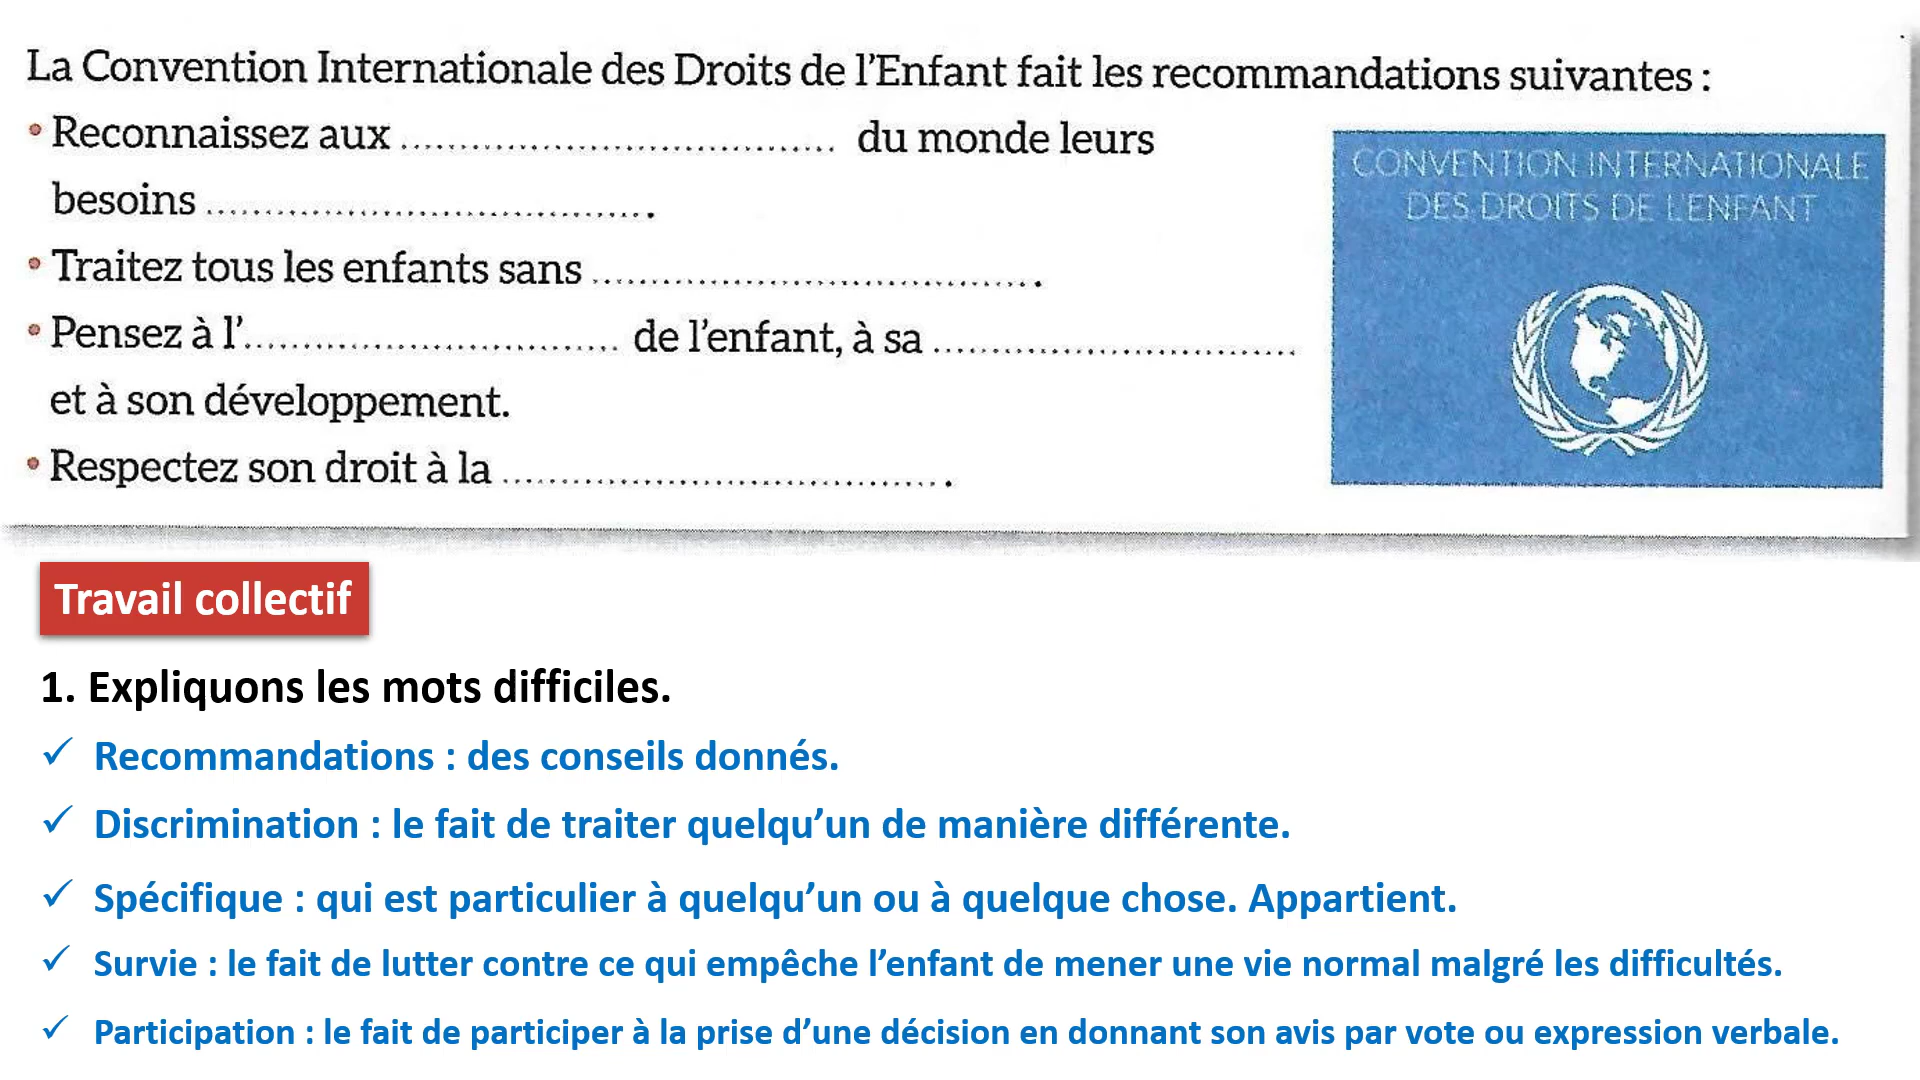 La Convention Internationale des Droits de l'Enfant fait les recommandations suivantes :
• Reconnaissez aux .................................... du monde leurs
besoins ..................................... .
• Traitez tous les enfants sans ..................................... .
• Pensez à l'................................ de l'enfant, à sa ...............................
et à son développement.
• Respectez son droit à la ..................................... .
CONVENTION INTERNATIONALE
DES DROITS DE L'ENFANT
Travail collectif
1. Expliquons les mots difficiles.
✓ Recommandations : des conseils donnés.
✓ Discrimination : le fait de traiter quelqu’un de manière différente.
✓ Spécifique : qui est particulier à quelqu’un ou à quelque chose. Appartient.
✓ Survie : le fait de lutter contre ce qui empêche l’enfant de mener une vie normal malgré les difficultés.
✓ Participation : le fait de participer à la prise d’une décision en donnant son avis par vote ou expression verbale.